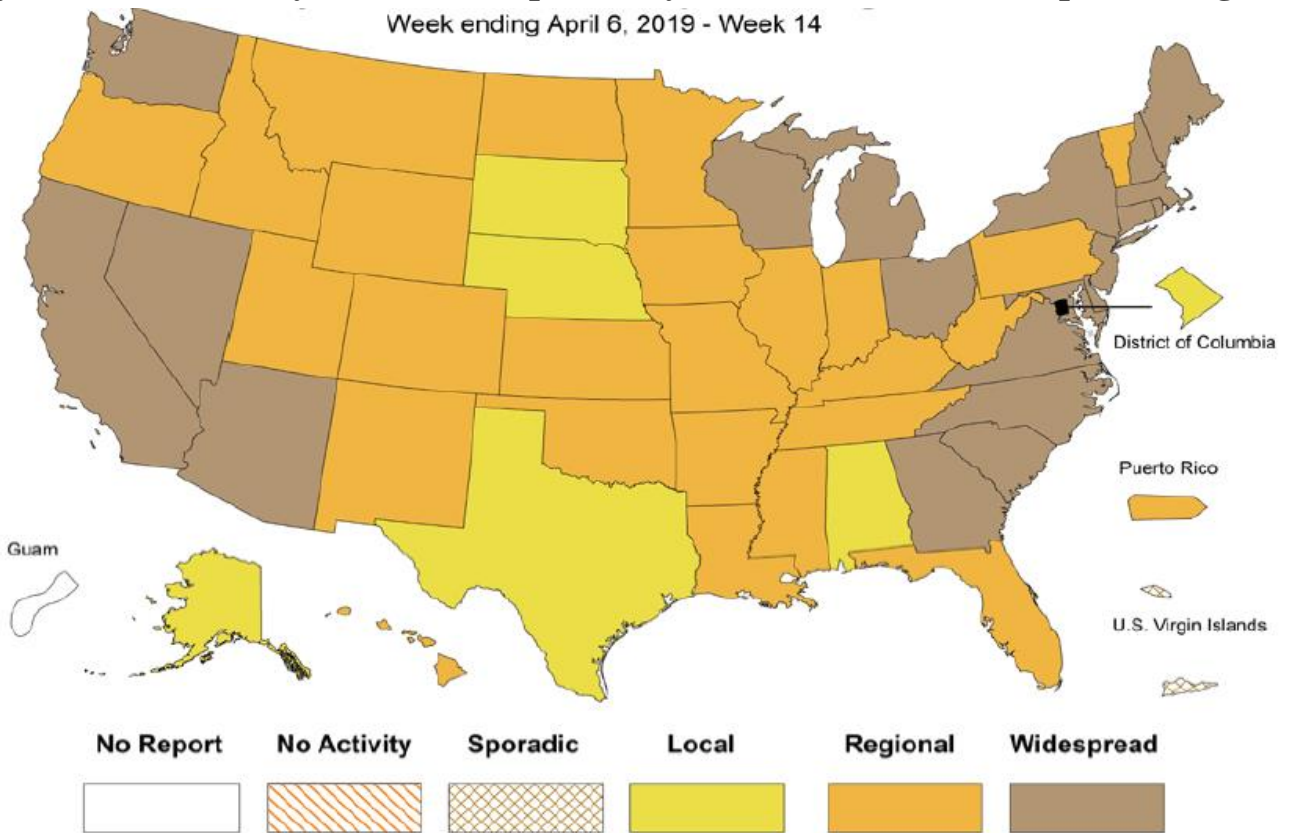 Week ending April 6, 2019 - Week 14
District of Columbia
Puerto Rico
Guam
U.S. Virgin Islands
No Report No Activity Sporadic Local Regional Widespread